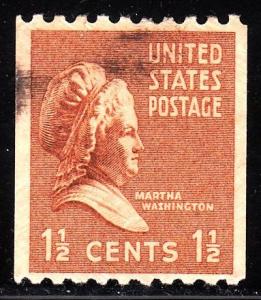 UNITED
STATES
POSTAGE
MARTHA
WASHINGTON
1½ CENTS 1½